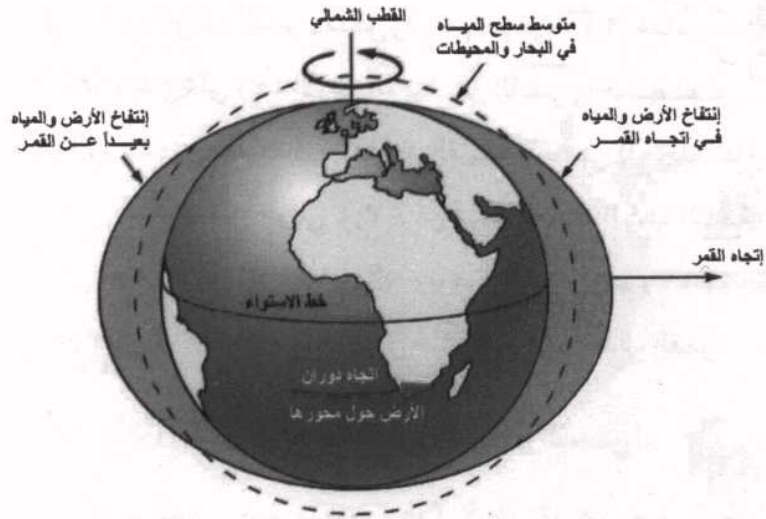 القطب الشمالي
متوسط سطح المياه
في البحار والمحيطات
إنتفاخ الأرض والمياه
في اتجاه القمر
إنتفاخ الأرض والمياه
بعيداً عن القمر
إتجاه القمر
خط الاستواء
اتجاه دوران
الأرض حول محورها